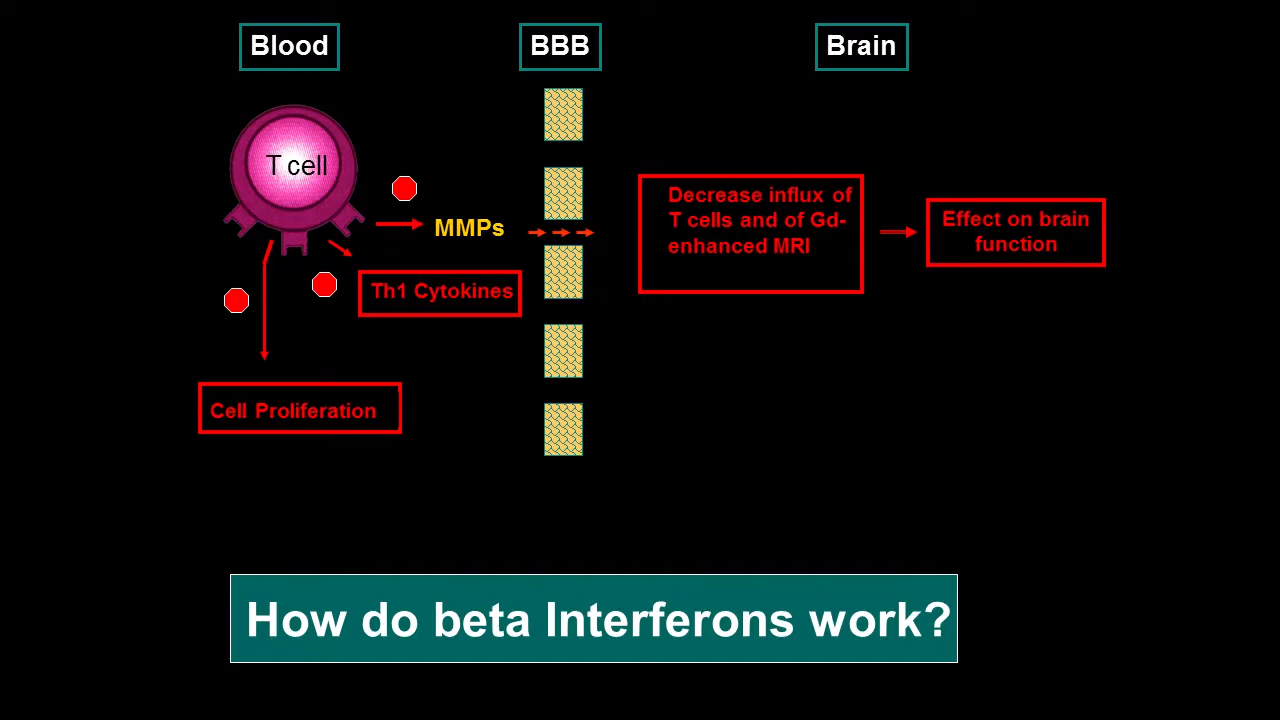 Blood
BBB
Brain
T cell
MMPs
Th1 Cytokines
Cell Proliferation
Decrease influx of
T cells and of Gd-
enhanced MRI
Effect on brain
function
How do beta Interferons work?